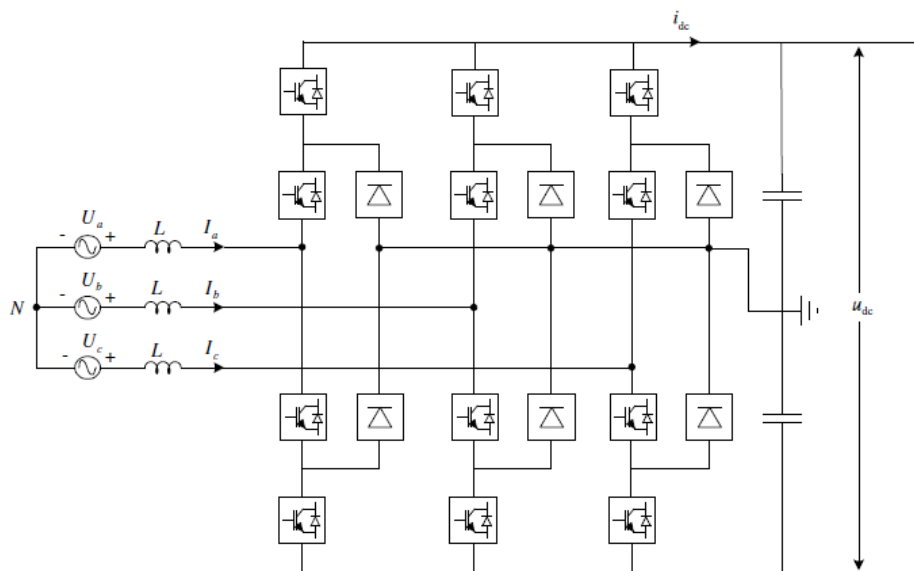 i_dc
U_a
- +
L
I_a
U_b
- +
L
I_b
N
u_dc
U_c
- +
L
I_c